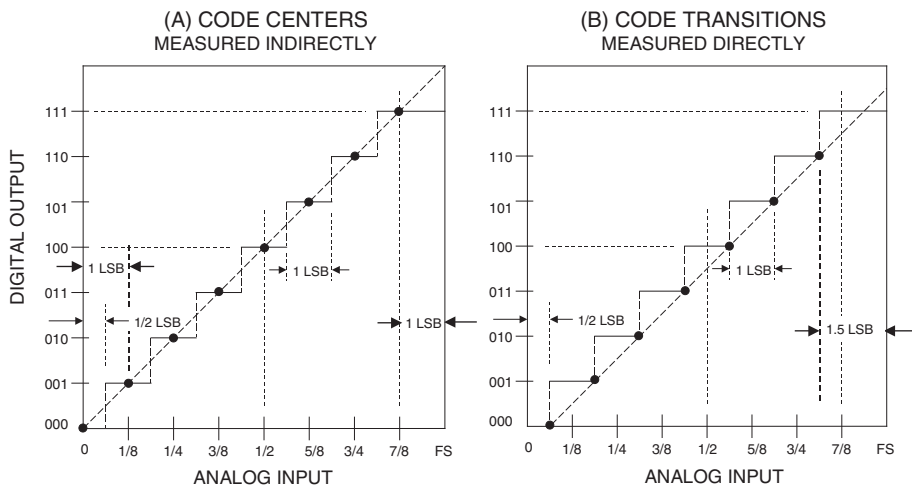 (A) CODE CENTERS
MEASURED INDIRECTLY
DIGITAL OUTPUT
111
110
101
100
011
010
001
000
1 LSB
1/2 LSB
1 LSB
1 LSB
0
1/8
1/4
3/8
1/2
5/8
3/4
7/8
FS
ANALOG INPUT
(B) CODE TRANSITIONS
MEASURED DIRECTLY
111
110
101
100
011
010
001
000
1/2 LSB
1 LSB
1.5 LSB
0
1/8
1/4
3/8
1/2
5/8
3/4
7/8
FS
ANALOG INPUT